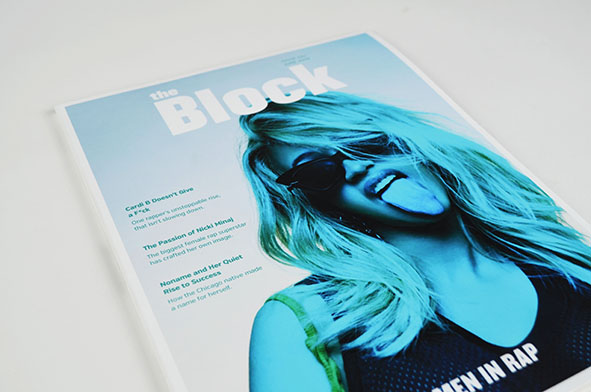 the
Block
Cardi B Doesn't Give
a F*ck
One rapper's unstoppable rise,
that isn't slowing down.
The Passion of Nicki Minaj
The biggest female rap superstar
has crafted her own image.
Noname and Her Quiet
Rise to Success
How the Chicago native made
a name for herself.
MEN IN RAP